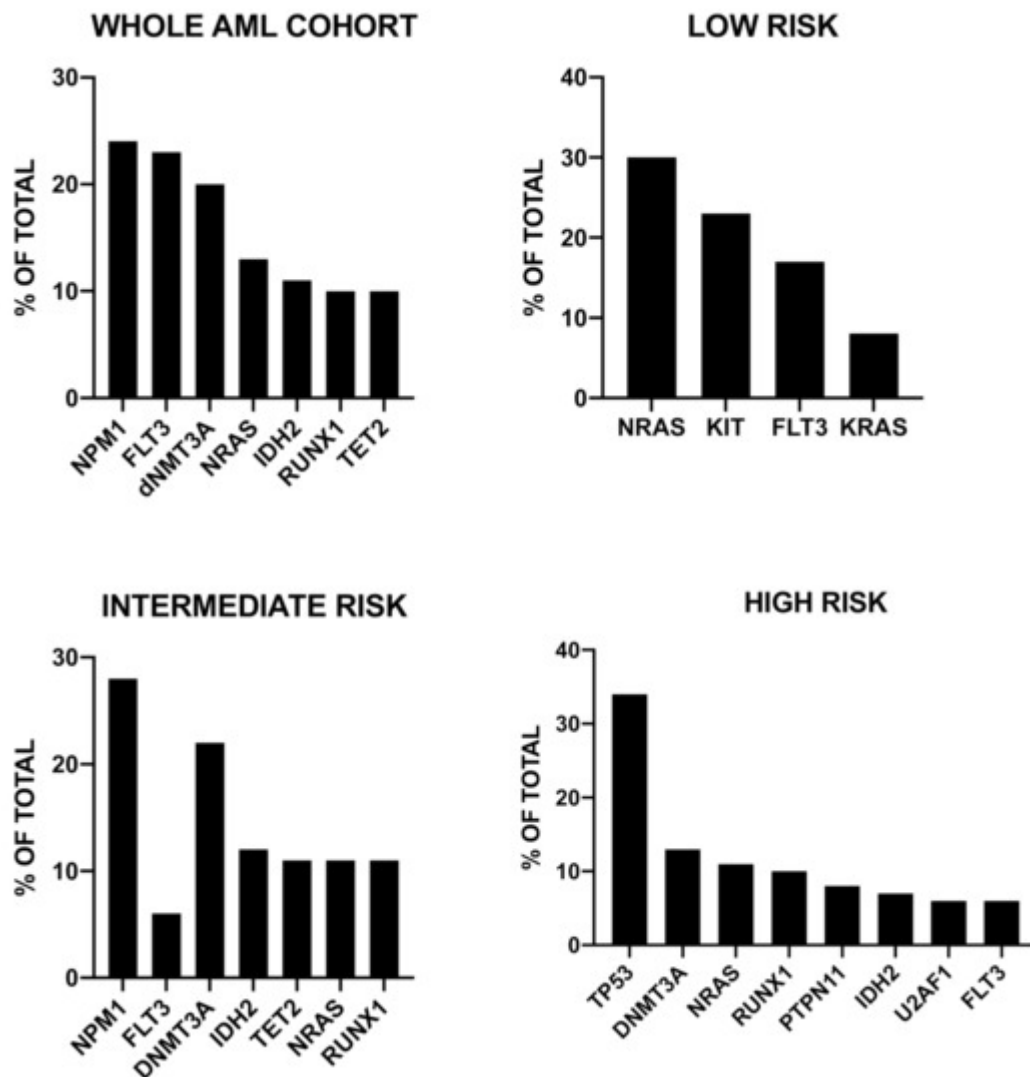 WHOLE AML COHORT
% OF TOTAL
30
20
10
0
NPM1
FLT3
dNMT3A
NRAS
IDH2
RUNX1
TET2
LOW RISK
% OF TOTAL
40
30
20
10
0
NRAS KIT FLT3 KRAS
INTERMEDIATE RISK
% OF TOTAL
30
20
10
0
NPM1
FLT3
DNMT3A
IDH2
TET2
NRAS
RUNX1
HIGH RISK
% OF TOTAL
40
30
20
10
0
TP53
DNMT3A
NRAS
RUNX1
PTPN11
IDH2
U2AF1
FLT3